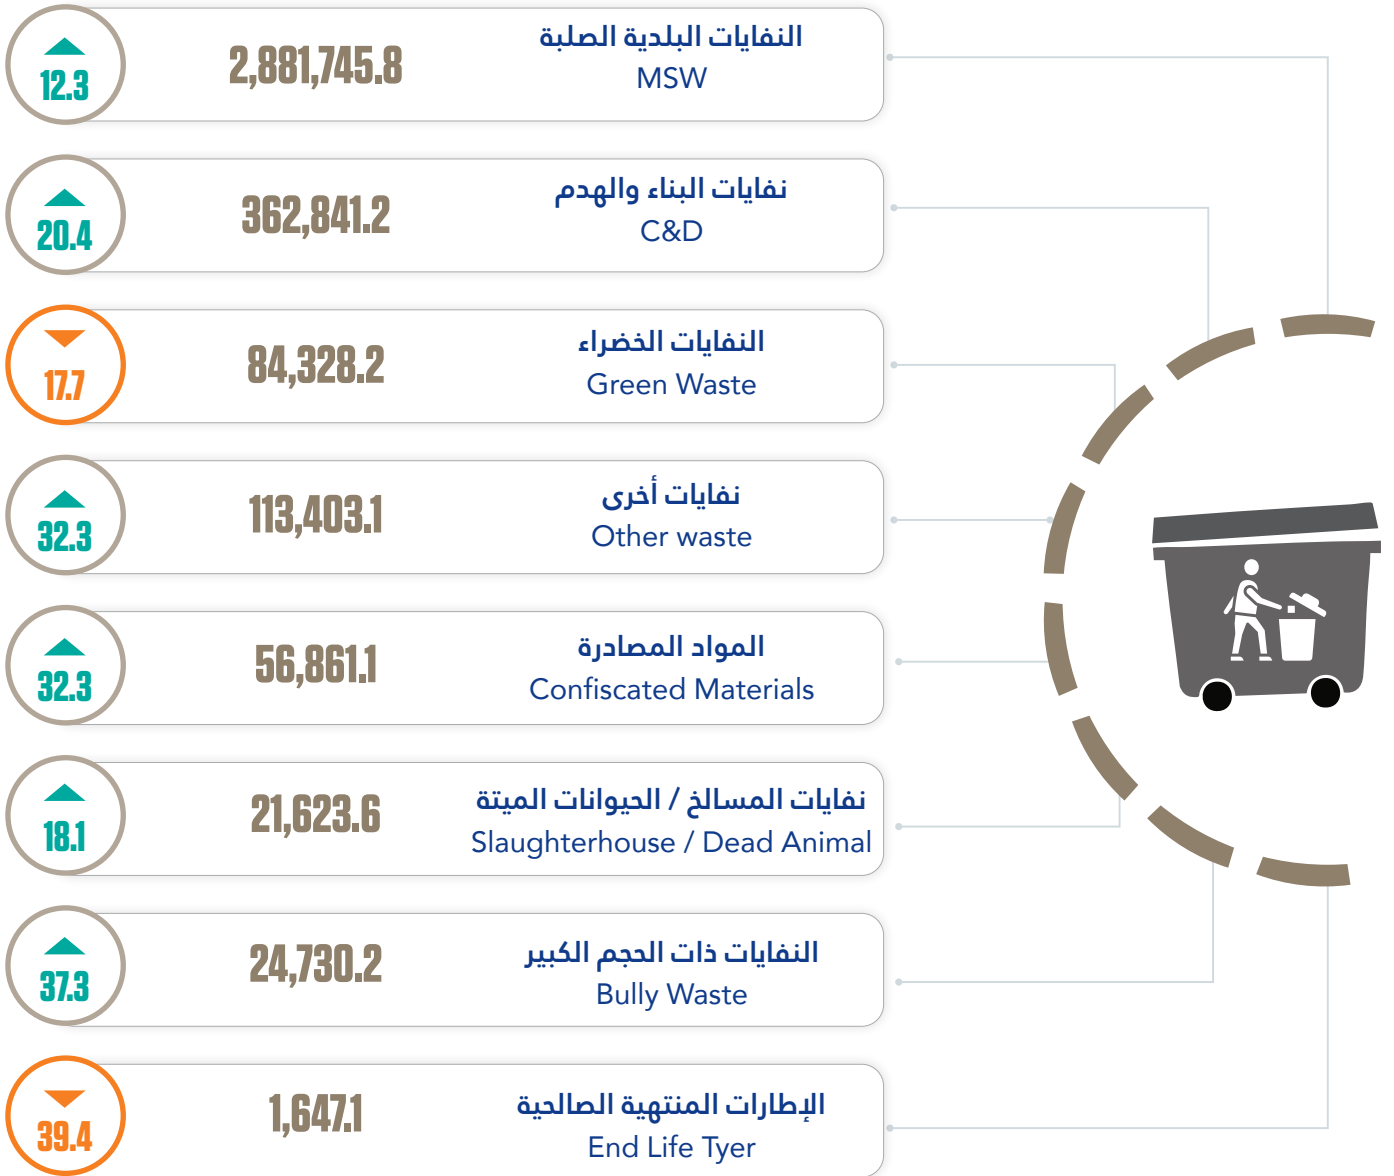 النفايات البلدية الصلبة
MSW
2,881,745.8
12.3
نفايات البناء والهدم
C&D
362,841.2
20.4
النفايات الخضراء
Green Waste
84,328.2
17.7
نفايات أخرى
Other waste
113,403.1
32.3
المواد المصادرة
Confiscated Materials
56,861.1
32.3
نفايات المسالخ / الحيوانات الميتة
Slaughterhouse / Dead Animal
21,623.6
18.1
النفايات ذات الحجم الكبير
Bully Waste
24,730.2
37.3
الإطارات المنتهية الصالحية
End Life Tyer
1,647.1
39.4